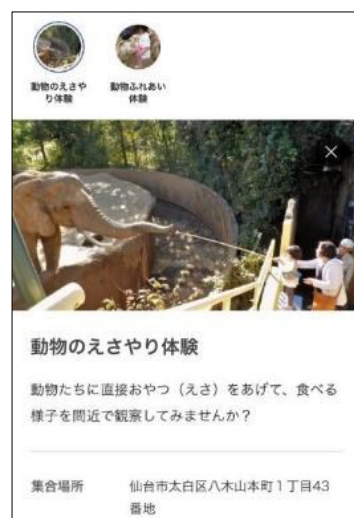 動物のえさや
り体験
動物ふれあい
体験
動物のえさやり体験
動物たちに直接おやつ（えさ）をあげて、食べる
様子を間近で観察してみませんか？
集合場所
仙台市太白区八木山本町1丁目43
番地